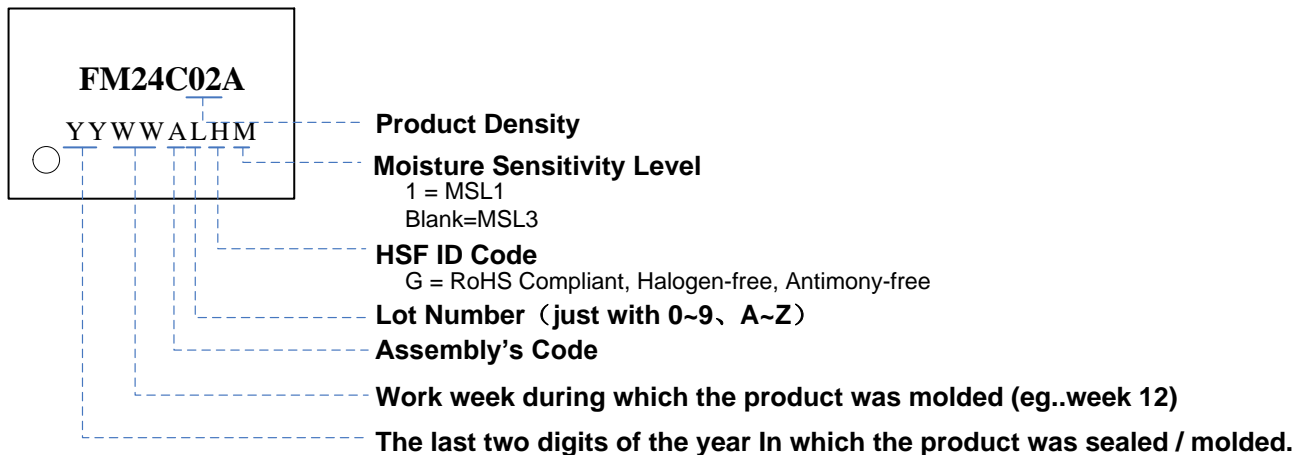 FM24C02A
YYWWALHM
Product Density
Moisture Sensitivity Level
1 = MSL1
Blank=MSL3
HSF ID Code
G = RoHS Compliant, Halogen-free, Antimony-free
Lot Number（just with 0~9、A~Z）
Assembly's Code
Work week during which the product was molded (eg..week 12)
The last two digits of the year In which the product was sealed / molded.